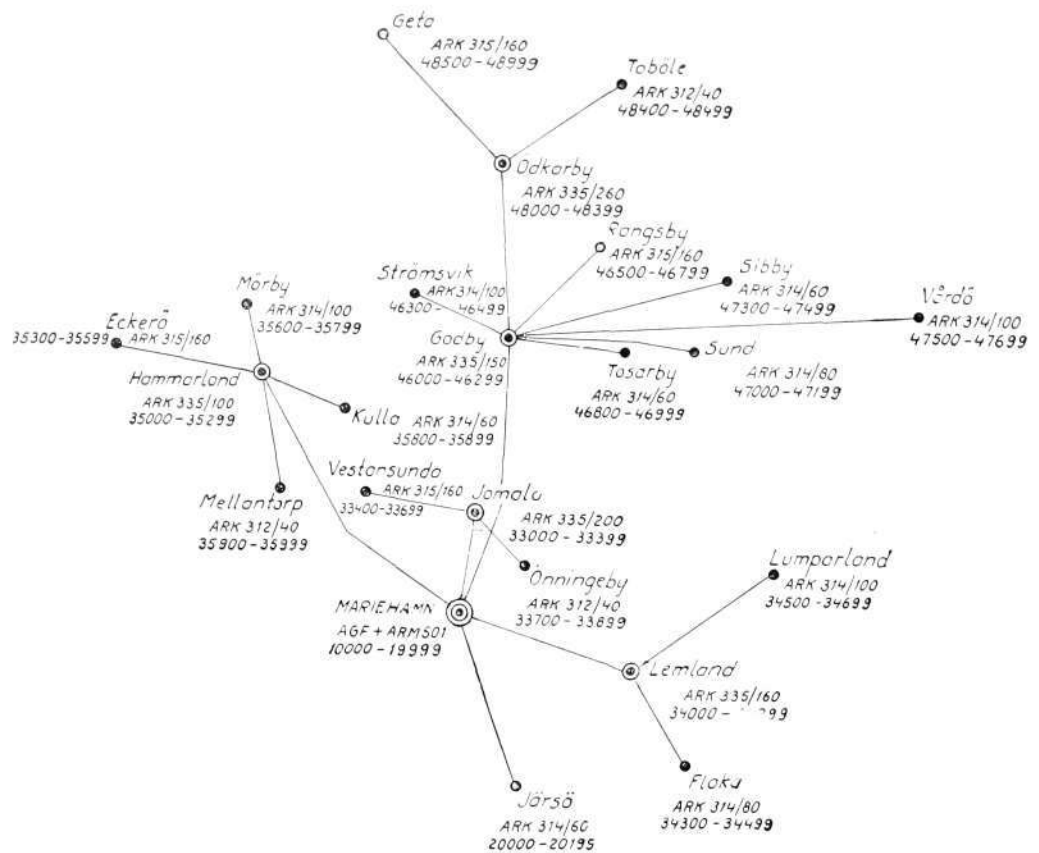 Geta
ARK 315/160
48500-48999
Toböle
ARK 312/40
48400-48499
Ödkarby
ARK 335/260
48000-48399
Rangsby
ARK 315/160
46500-46799
Strömsvik
ARK 314/100
46300-46499
Sibby
ARK 314/60
47300-47499
Vårdö
ARK 314/100
47500-47699
Mörby
ARK 314/100
35600-35799
Eckerö
35300-35599 ARK 315/160
Godby
ARK 335/150
46000-46299
Tosarby
ARK 314/60
46800-46999
Sund
ARK 314/80
47000-47199
Hammarland
ARK 335/100
35000-35299
Kulla ARK 314/60
35800-35899
Vestansunda
ARK 315/160
33400-33699
Jomala
ARK 335/200
33000-33399
Mellantorp
ARK 312/40
35900-35999
Önningeby
ARK 312/40
33700-33899
Lumparland
ARK 314/100
34500-34699
MARIEHAMN
AGF + ARM501
10000-19999
Lemland
ARK 335/160
34000-
Flaka
ARK 314/80
34300-34499
Järsö
ARK 314/60
20000-20195